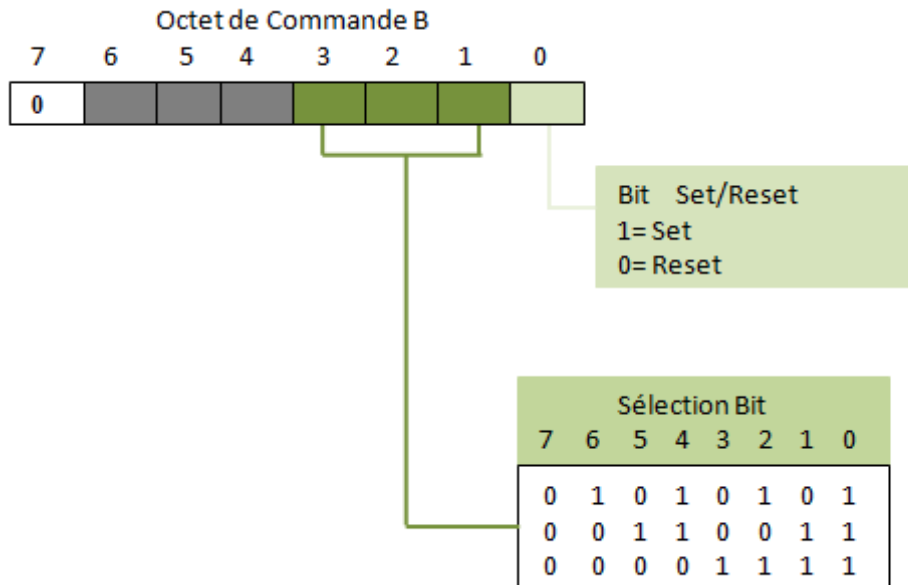 Octet de Commande B
7 6 5 4 3 2 1 0
0
Bit Set/Reset
1= Set
0= Reset
Sélection Bit
7 6 5 4 3 2 1 0
0 1 0 1 0 1 0 1
0 0 1 1 0 0 1 1
0 0 0 0 1 1 1 1